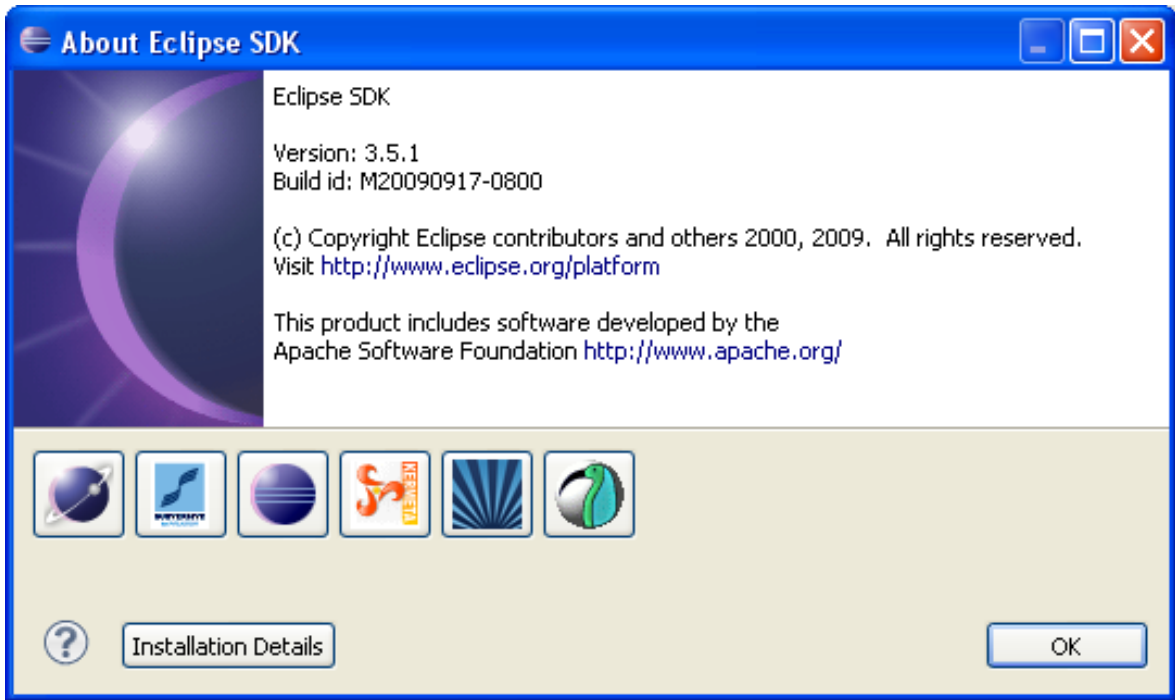 About Eclipse SDK
Eclipse SDK
Version: 3.5.1
Build id: M20090917-0800
(c) Copyright Eclipse contributors and others 2000, 2009.  All rights reserved.
Visit http://www.eclipse.org/platform
This product includes software developed by the
Apache Software Foundation http://www.apache.org/
KERMETA
?
Installation Details
OK